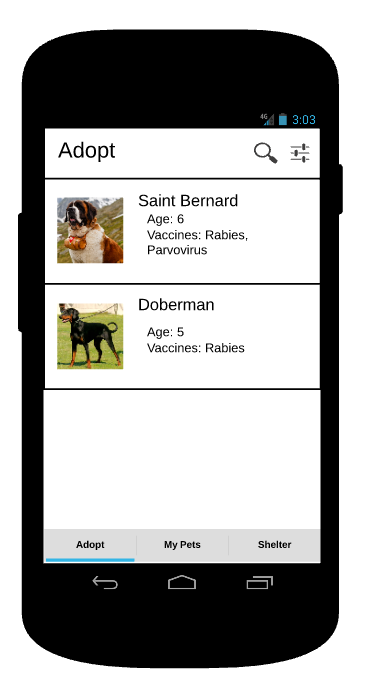 4G 3:03
Adopt
Saint Bernard
Age: 6
Vaccines: Rabies,
Parvovirus
Doberman
Age: 5
Vaccines: Rabies
Adopt My Pets Shelter